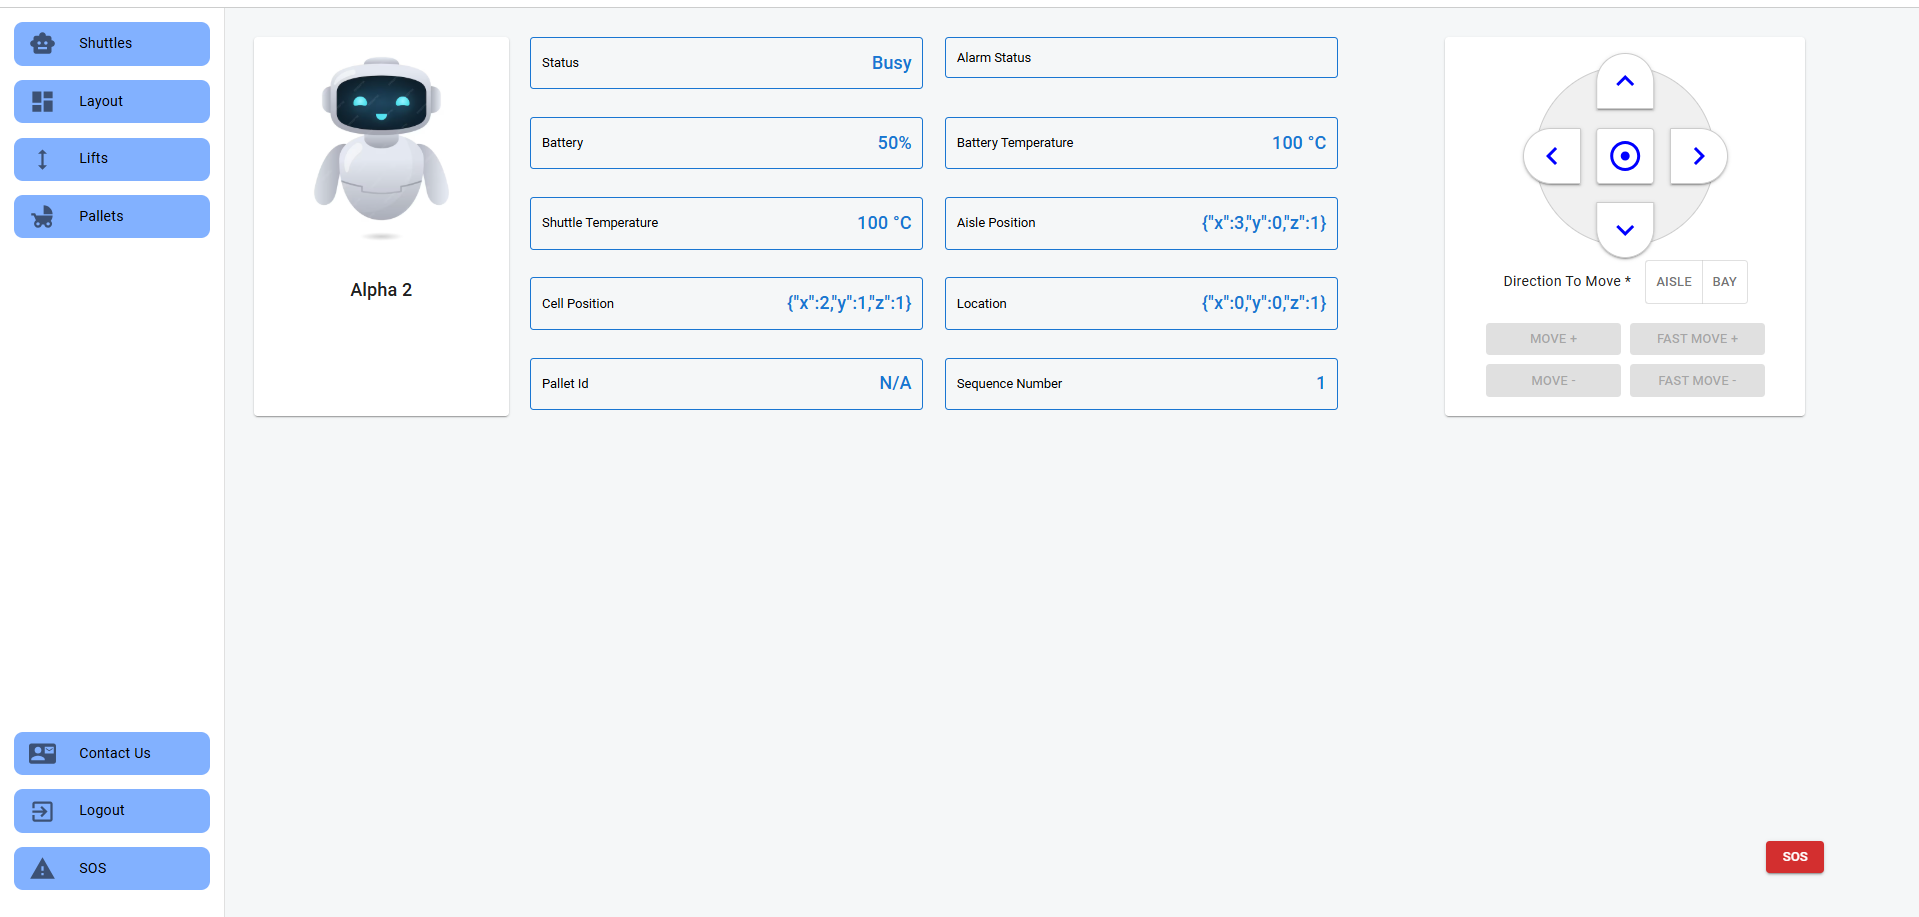 Shuttles
Layout
Lifts
Pallets
Contact Us
Logout
SOS
Alpha 2
Status Busy
Alarm Status
Battery 50%
Battery Temperature 100 °C
Shuttle Temperature 100 °C
Aisle Position {"x":3,"y":0,"z":1}
Cell Position {"x":2,"y":1,"z":1}
Location {"x":0,"y":0,"z":1}
Pallet Id N/A
Sequence Number 1
Direction To Move * AISLE BAY
MOVE + FAST MOVE +
MOVE - FAST MOVE -
SOS